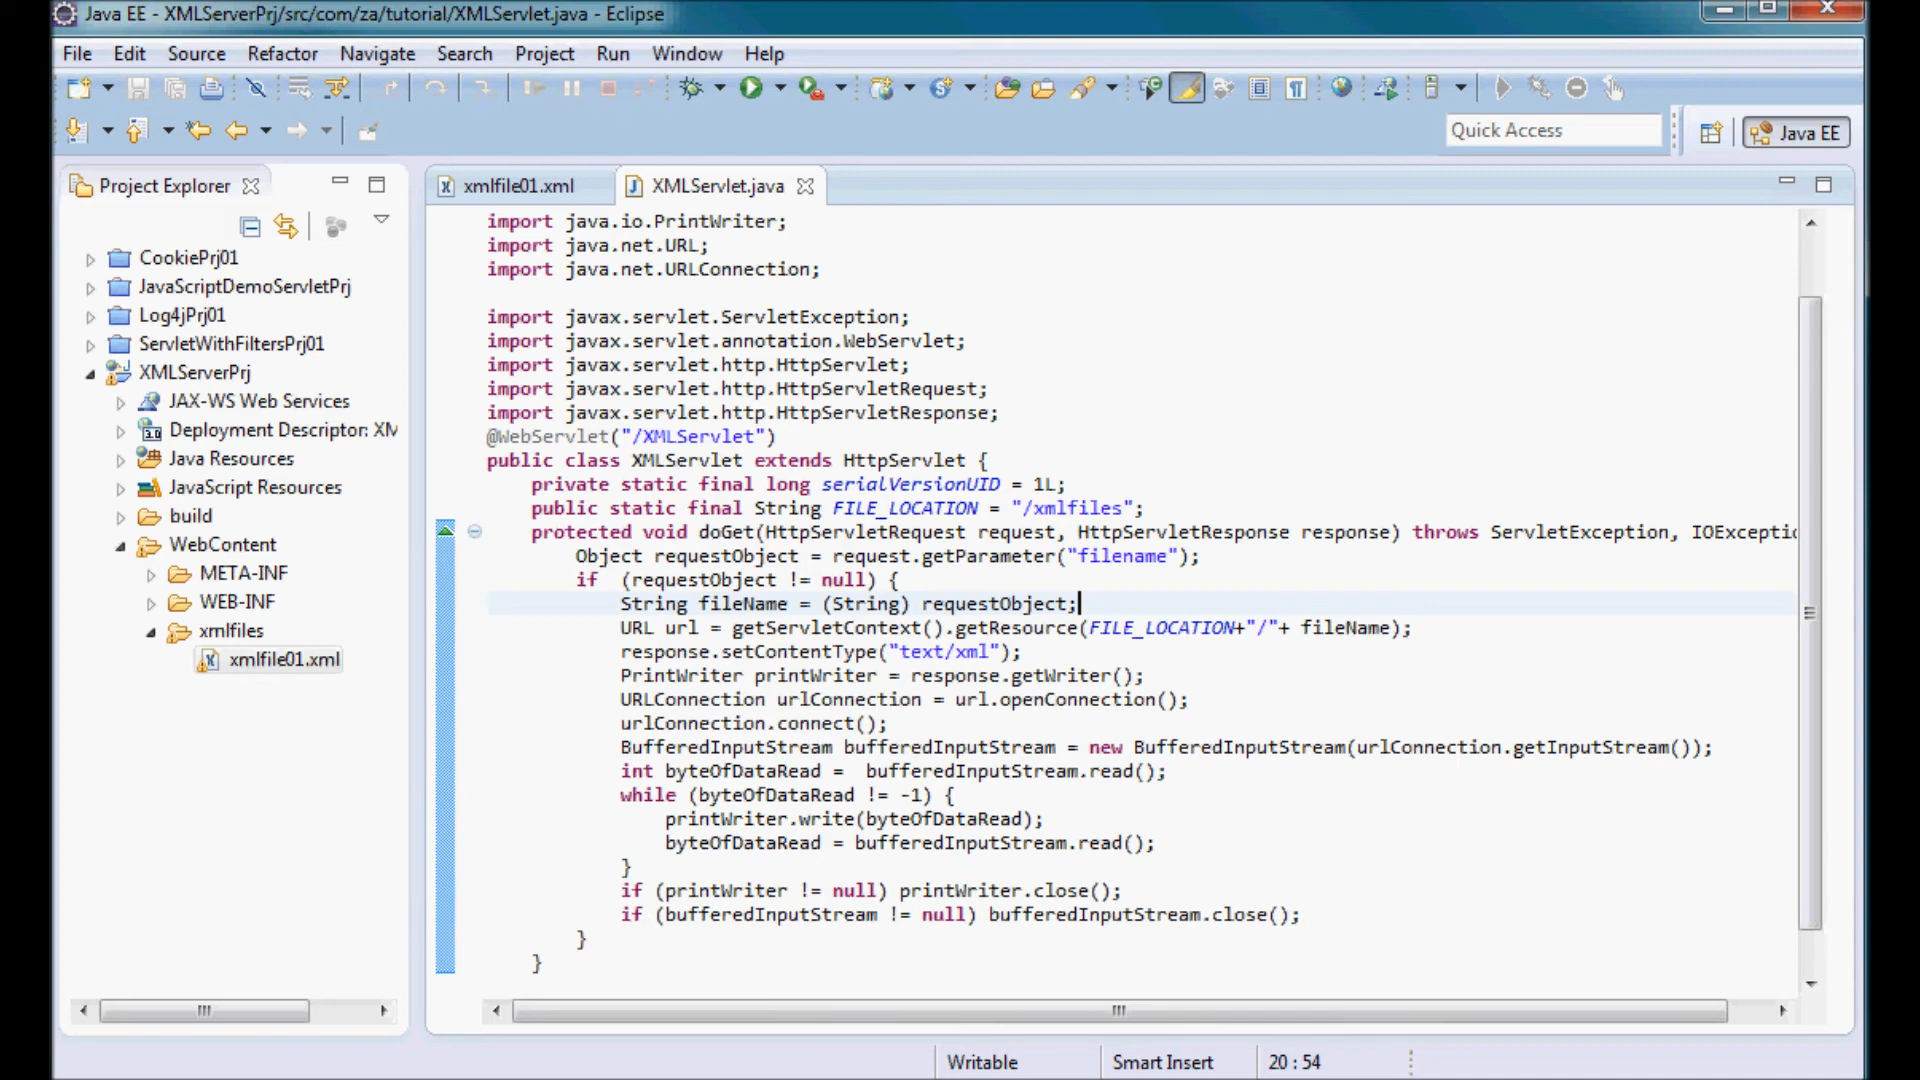 Java EE - XMLServerPrj/src/com/za/tutorial/XMLServlet.java - Eclipse
File Edit Source Refactor Navigate Search Project Run Window Help
Quick Access
Java EE
Project Explorer
CookiePrj01
JavaScriptDemoServletPrj
Log4jPrj01
ServletWithFiltersPrj01
XMLServerPrj
JAX-WS Web Services
3.0 Deployment Descriptor: XM
Java Resources
JavaScript Resources
build
WebContent
META-INF
WEB-INF
xmlfiles
xmlfile01.xml
xmlfile01.xml XMLServlet.java
import java.io.PrintWriter;
import java.net.URL;
import java.net.URLConnection;
import javax.servlet.ServletException;
import javax.servlet.annotation.WebServlet;
import javax.servlet.http.HttpServlet;
import javax.servlet.http.HttpServletRequest;
import javax.servlet.http.HttpServletResponse;
@WebServlet("/XMLServlet")
public class XMLServlet extends HttpServlet {
private static final long serialVersionUID = 1L;
public static final String FILE_LOCATION = "/xmlfiles";
protected void doGet(HttpServletRequest request, HttpServletResponse response) throws ServletException, IOExceptio
Object requestObject = request.getParameter("filename");
if (requestObject != null) {
String fileName = (String) requestObject;
URL url = getServletContext().getResource(FILE_LOCATION+"/"+ fileName);
response.setContentType("text/xml");
PrintWriter printWriter = response.getWriter();
URLConnection urlConnection = url.openConnection();
urlConnection.connect();
BufferedInputStream bufferedInputStream = new BufferedInputStream(urlConnection.getInputStream());
int byteOfDataRead = bufferedInputStream.read();
while (byteOfDataRead != -1) {
printWriter.write(byteOfDataRead);
byteOfDataRead = bufferedInputStream.read();
}
if (printWriter != null) printWriter.close();
if (bufferedInputStream != null) bufferedInputStream.close();
}
}
Writable Smart Insert 20 : 54